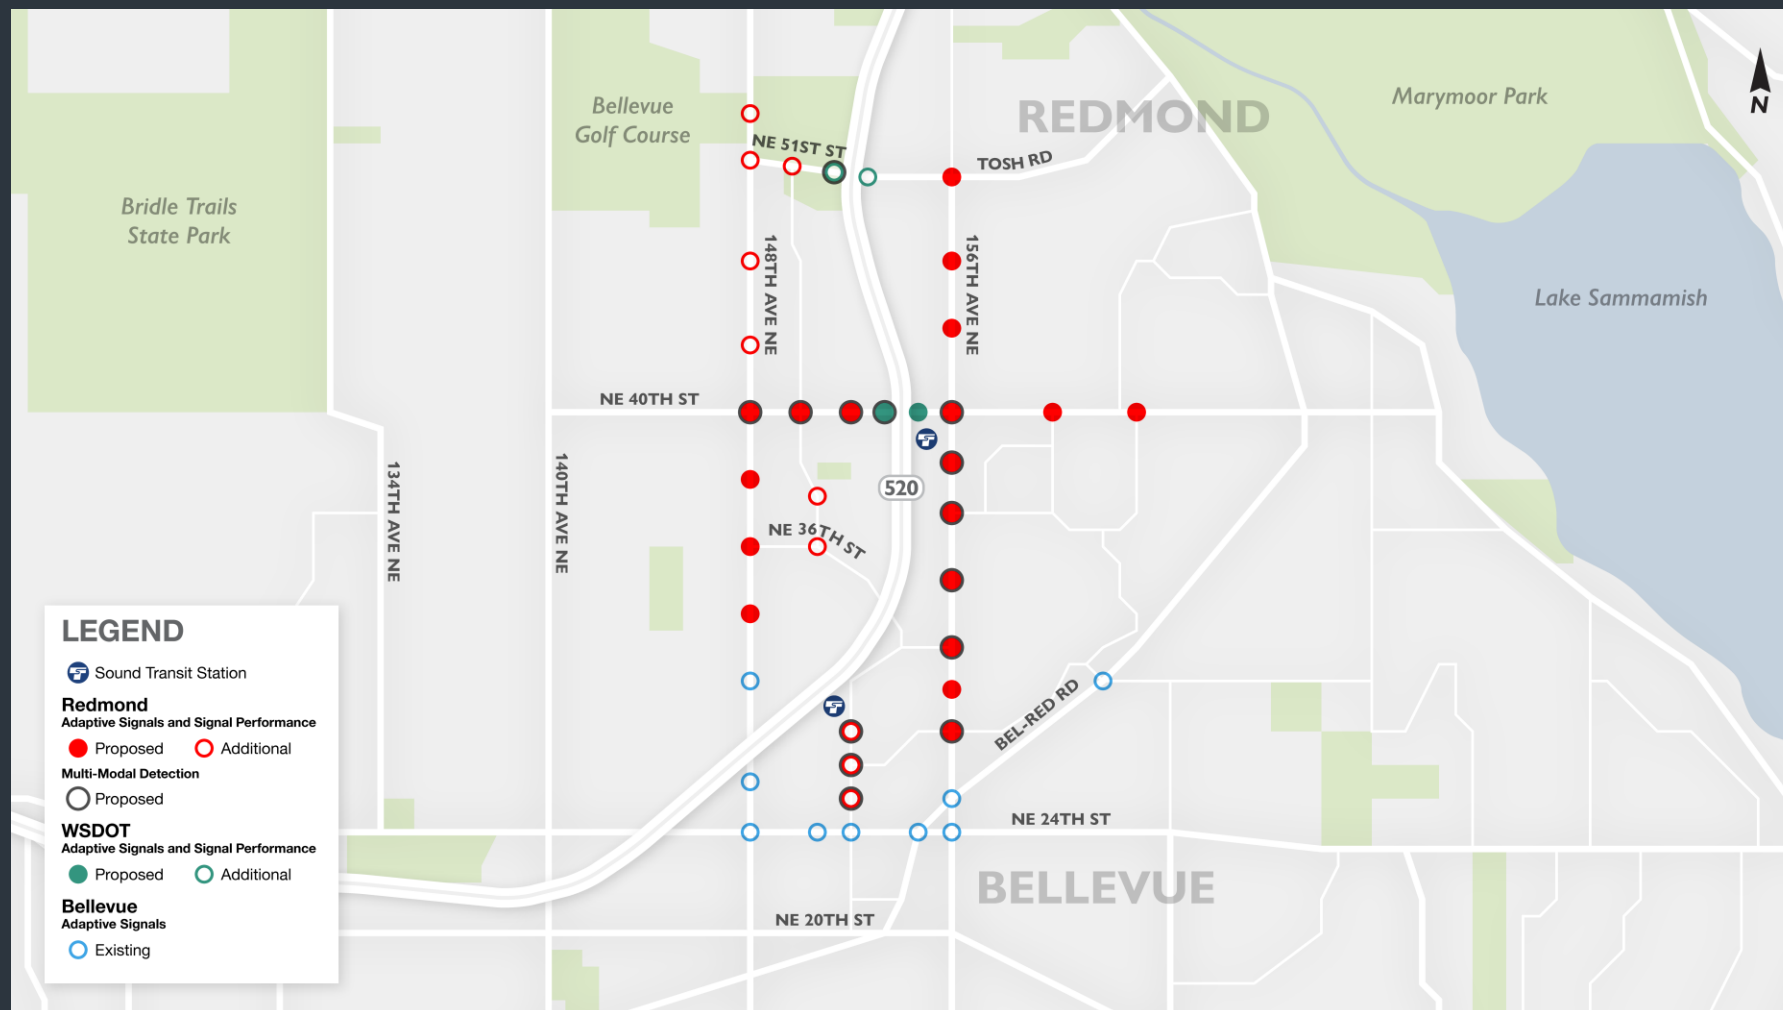 Bellevue
Golf Course
REDMOND
Marymoor Park
N
NE 51ST ST
TOSH RD
Bridle Trails
State Park
148TH AVE NE
156TH AVE NE
Lake Sammamish
NE 40TH ST
134TH AVE NE
140TH AVE NE
520
NE 36TH ST
BEL-RED RD
NE 24TH ST
BELLEVUE
NE 20TH ST
LEGEND
Sound Transit Station
Redmond
Adaptive Signals and Signal Performance
Proposed Additional
Multi-Modal Detection
Proposed
WSDOT
Adaptive Signals and Signal Performance
Proposed Additional
Bellevue
Adaptive Signals
Existing